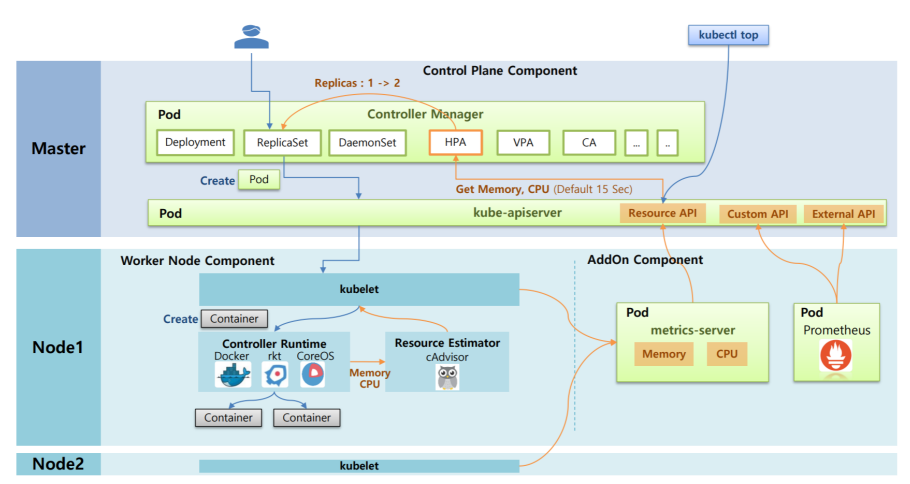 kubectl top
Control Plane Component
Replicas : 1 -> 2
Master
Pod
Controller Manager
Deployment
ReplicaSet
DaemonSet
HPA
VPA
CA
...
..
Create
Pod
Get Memory, CPU (Default 15 Sec)
Pod
kube-apiserver
Resource API
Custom API
External API
Node1
Worker Node Component
AddOn Component
kubelet
Create
Container
Controller Runtime
Docker
rkt
CoreOS
Memory
CPU
Resource Estimator
cAdvisor
Container
Container
Pod
metrics-server
Memory
CPU
Pod
Prometheus
Node2
kubelet